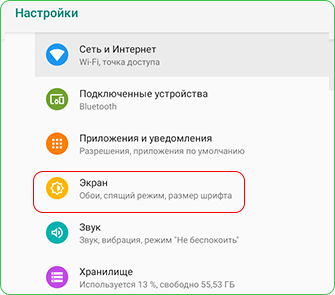 Настройки
Сеть и Интернет
Wi-Fi, точка доступа
Подключенные устройства
Bluetooth
Приложения и уведомления
Разрешения, приложения по умолчанию
Экран
Обои, спящий режим, размер шрифта
Звук
Звук, вибрация, режим "Не беспокоить"
Хранилище
Используется 13 %, свободно 55,53 ГБ